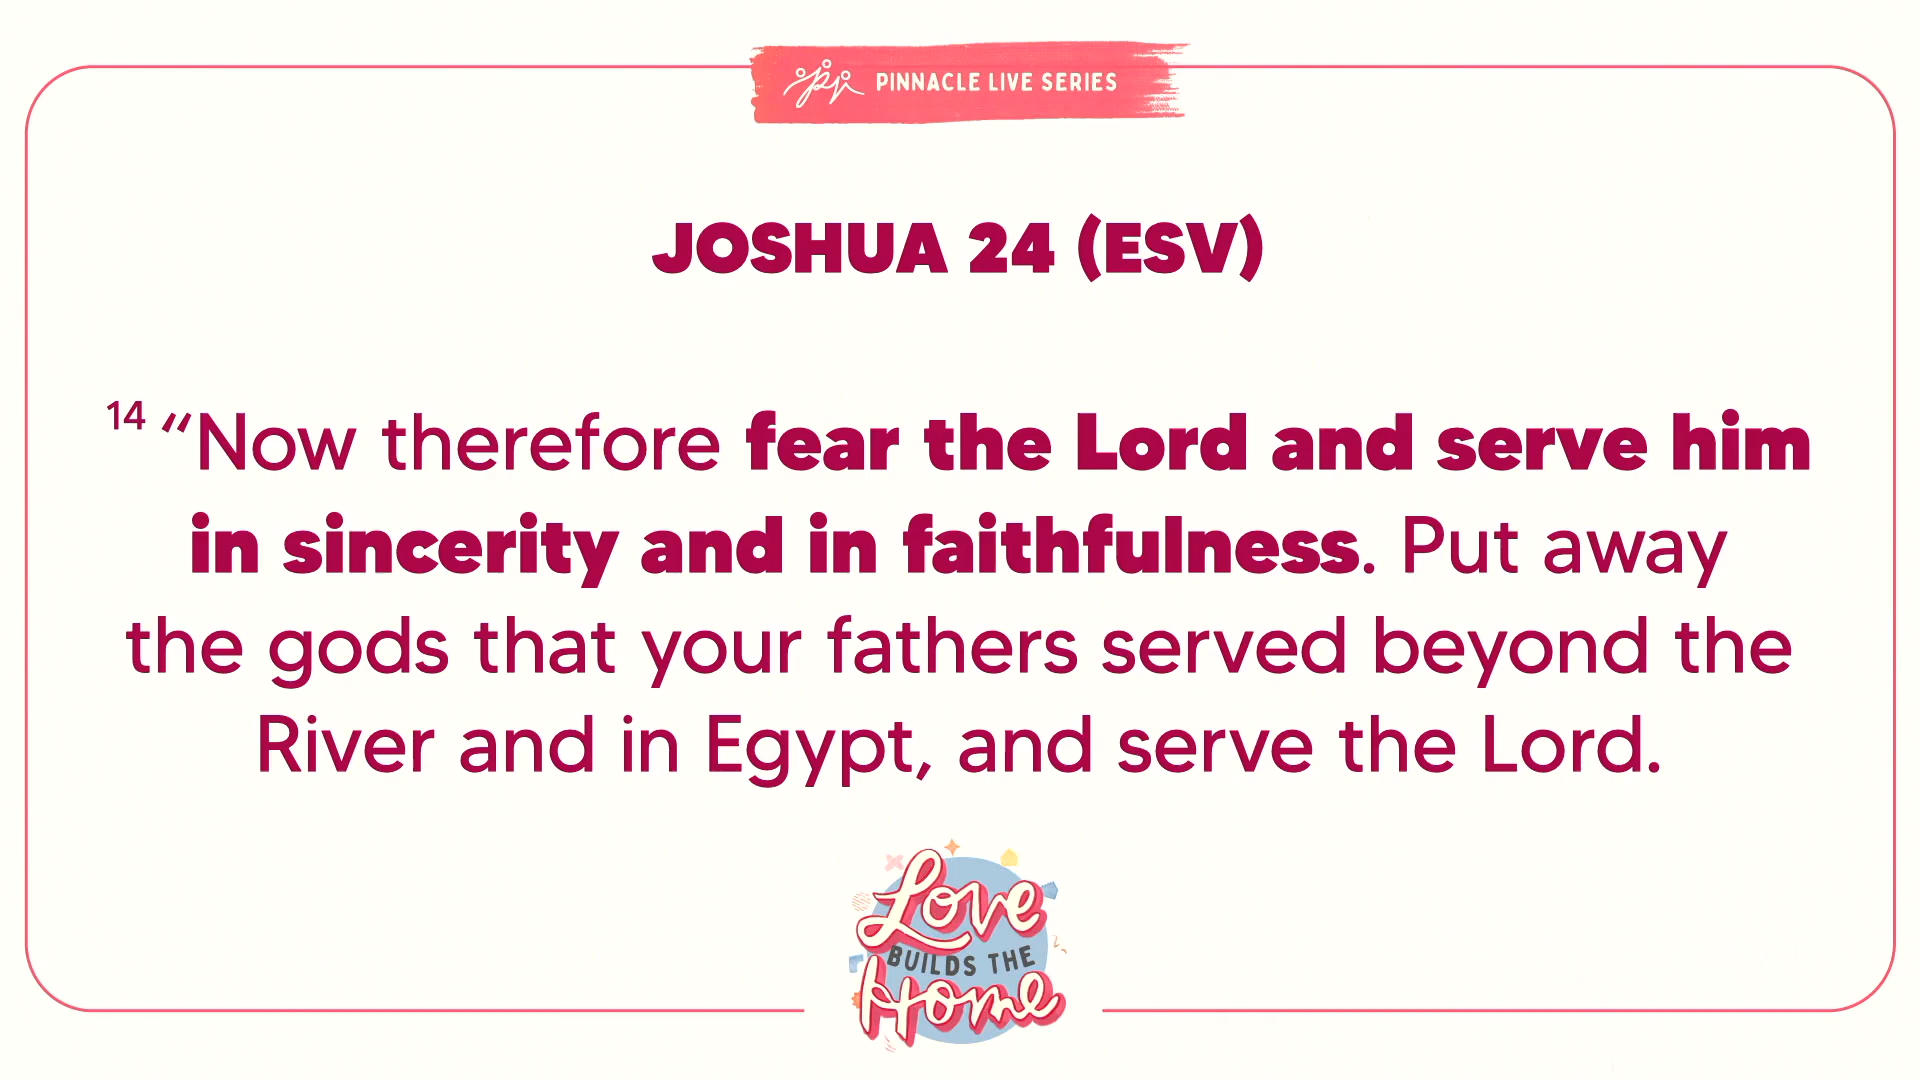 PINNACLE LIVE SERIES
JOSHUA 24 (ESV)
14 “Now therefore fear the Lord and serve him
in sincerity and in faithfulness. Put away
the gods that your fathers served beyond the
River and in Egypt, and serve the Lord.
Love
BUILDS THE
Home